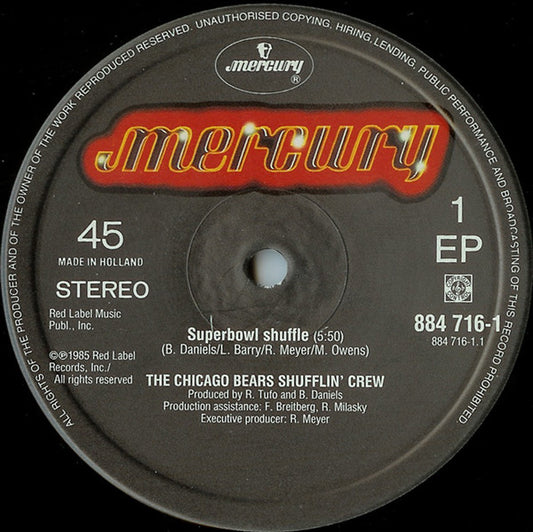 ALL RIGHTS OF THE PRODUCER AND OF THE OWNER OF THE WORK REPRODUCED RESERVED. UNAUTHORISED COPYING, HIRING, LENDING, PUBLIC PERFORMANCE AND BROADCASTING OF THIS RECORD PROHIBITED.
mercury
®
mercury
45
MADE IN HOLLAND
STEREO
1
EP
Red Label Music
Publ., Inc.
884 716-1
884 716-1.1
Superbowl shuffle (5:50)
(B. Daniels/L. Barry/R. Meyer/M. Owens)
©℗1985 Red Label
Records, Inc./
All rights reserved
THE CHICAGO BEARS SHUFFLIN' CREW
Produced by R. Tufo and B. Daniels
Production assistance: F. Breitberg, R. Milasky
Executive producer: R. Meyer